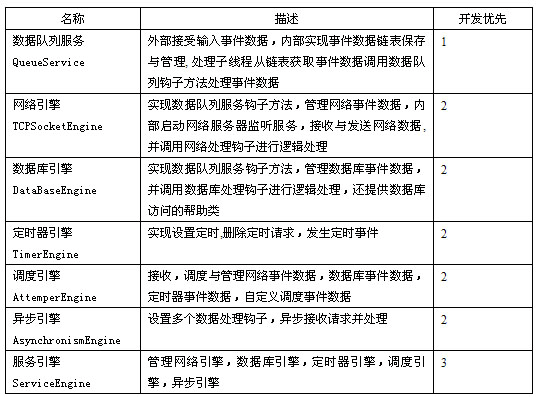 名称 描述 开发优先
数据队列服务
QueueService
外部接受输入事件数据，内部实现事件数据链表保存
与管理, 处理子线程从链表获取事件数据调用数据队
列钩子方法处理事件数据
1
网络引擎
TCPSocketEngine
实现数据队列服务钩子方法，管理网络事件数据，内
部启动网络服务器监听服务，接收与发送网络数据,
并调用网络处理钩子进行逻辑处理
2
数据库引擎
DataBaseEngine
实现数据队列服务钩子方法，管理数据库事件数据，
并调用数据库处理钩子进行逻辑处理，还提供数据库
访问的帮助类
2
定时器引擎
TimerEngine
实现设置定时,删除定时请求，发生定时事件
2
调度引擎
AttemperEngine
接收，调度与管理网络事件数据，数据库事件数据，
定时器事件数据，自定义调度事件数据
2
异步引擎
AsynchronismEngine
设置多个数据处理钩子，异步接收请求并处理
2
服务引擎
ServiceEngine
管理网络引擎，数据库引擎，定时器引擎，调度引
擎，异步引擎
3